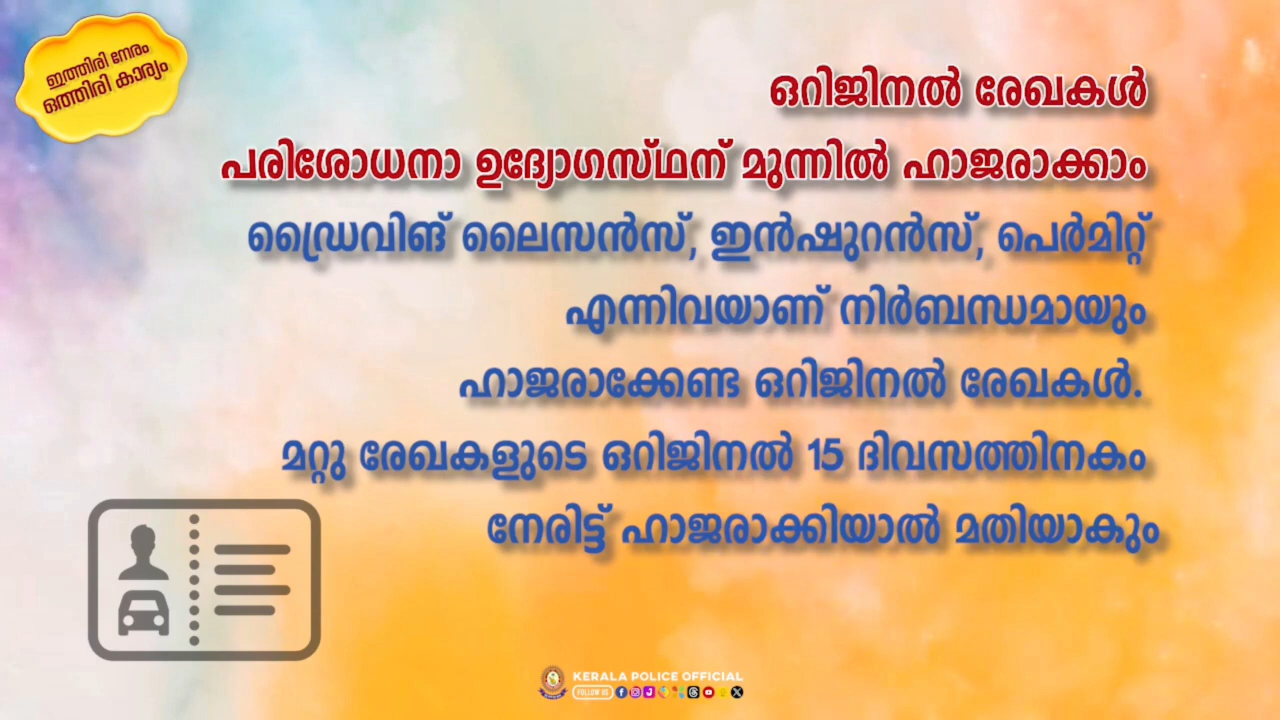 ഇത്തിരി നേരം
ഒത്തിരി കാര്യം
ഒറിജിനൽ രേഖകൾ
പരിശോധനാ ഉദ്യോഗസ്ഥന് മുന്നിൽ ഹാജരാക്കാം
ഡ്രൈവിങ് ലൈസൻസ്, ഇൻഷുറൻസ്, പെർമിറ്റ്
എന്നിവയാണ് നിർബന്ധമായും
ഹാജരാക്കേണ്ട ഒറിജിനൽ രേഖകൾ.
മറ്റു രേഖകളുടെ ഒറിജിനൽ 15 ദിവസത്തിനകം
നേരിട്ട് ഹാജരാക്കിയാൽ മതിയാകും
KERALA POLICE OFFICIAL
FOLLOW US